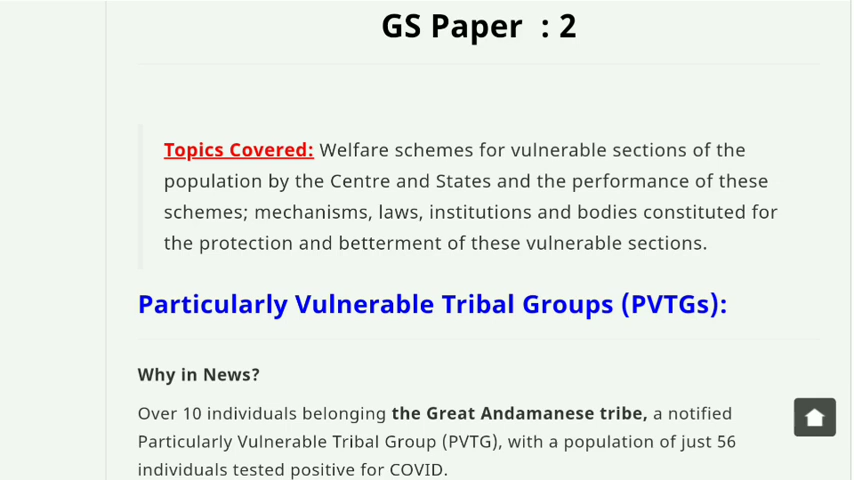 GS Paper : 2
Topics Covered: Welfare schemes for vulnerable sections of the
population by the Centre and States and the performance of these
schemes; mechanisms, laws, institutions and bodies constituted for
the protection and betterment of these vulnerable sections.
Particularly Vulnerable Tribal Groups (PVTGs):
Why in News?
Over 10 individuals belonging the Great Andamanese tribe, a notified
Particularly Vulnerable Tribal Group (PVTG), with a population of just 56
individuals tested positive for COVID.